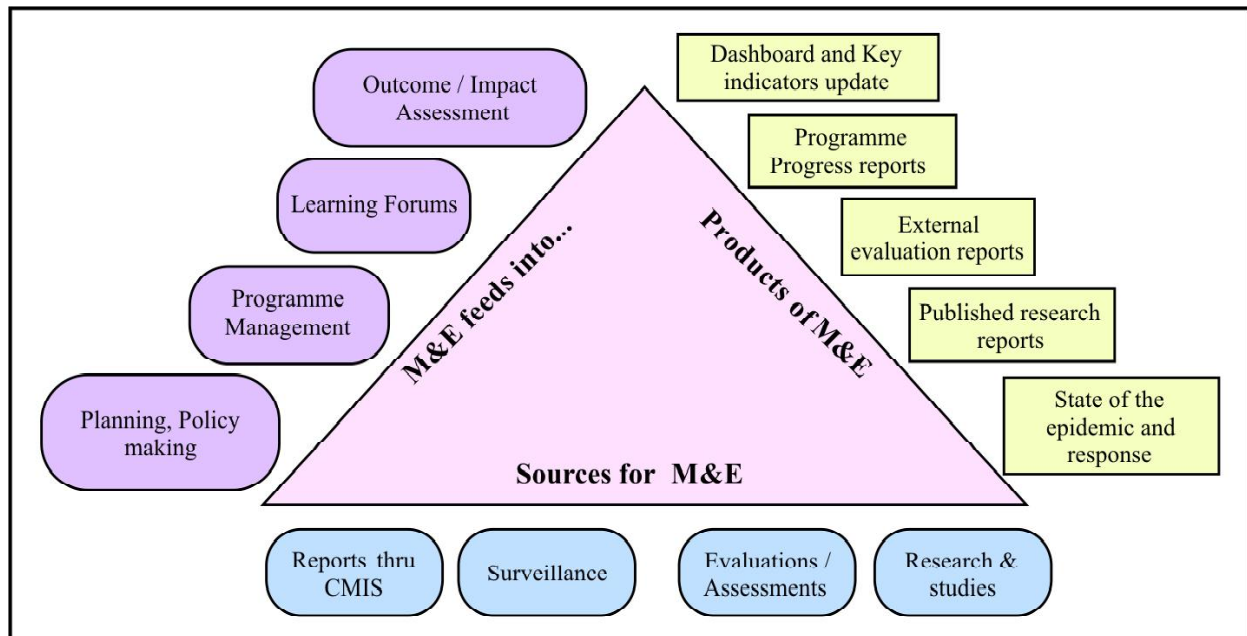 Outcome / Impact
Assessment
Learning Forums
Programme
Management
Planning, Policy
making
M&E feeds into...
Dashboard and Key
indicators update
Programme
Progress reports
External
evaluation reports
Published research
reports
State of the
epidemic and
response
Products of M&E
Sources for M&E
Reports thru
CMIS
Surveillance
Evaluations /
Assessments
Research &
studies